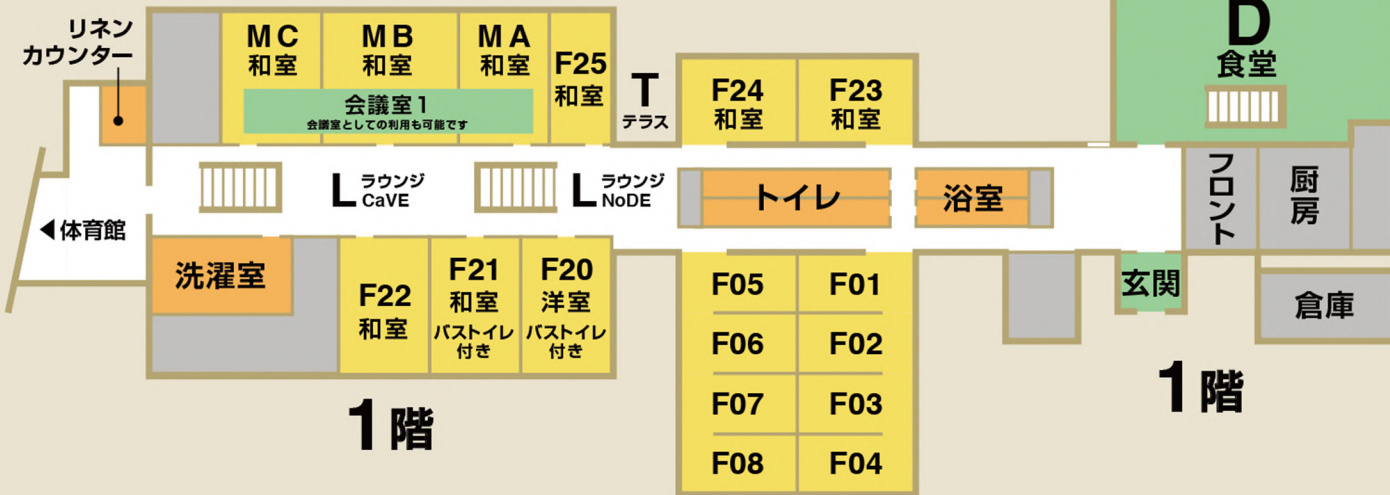 リネン
カウンター
MC
和室
MB
和室
MA
和室
会議室1
会議室としての利用も可能です
F25
和室
T
テラス
F24
和室
F23
和室
D
食堂
L ラウンジ
CaVE
L ラウンジ
NoDE
トイレ
浴室
フロント
厨房
体育館
洗濯室
F22
和室
F21
和室
バストイレ
付き
F20
洋室
バストイレ
付き
F05
F01
F06
F02
F07
F03
F08
F04
玄関
倉庫
1階
1階